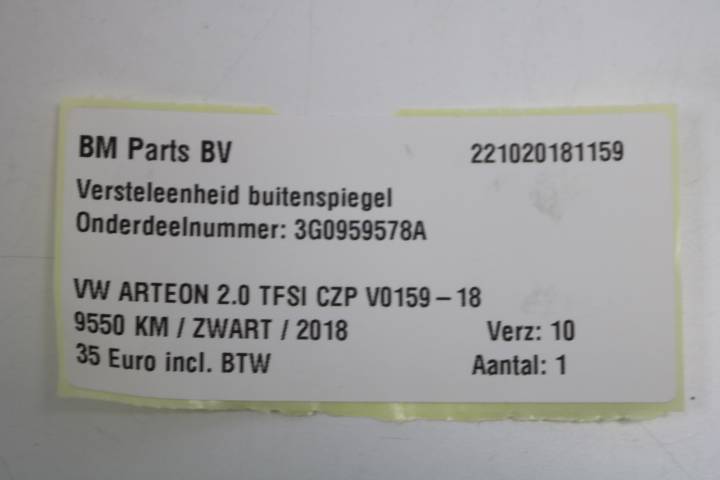 BM Parts BV 221020181159
Versteleenheid buitenspiegel
Onderdeelnummer: 3G0959578A
VW ARTEON 2.0 TFSI CZP V0159-18
9550 KM / ZWART / 2018 Verz: 10
35 Euro incl. BTW Aantal: 1